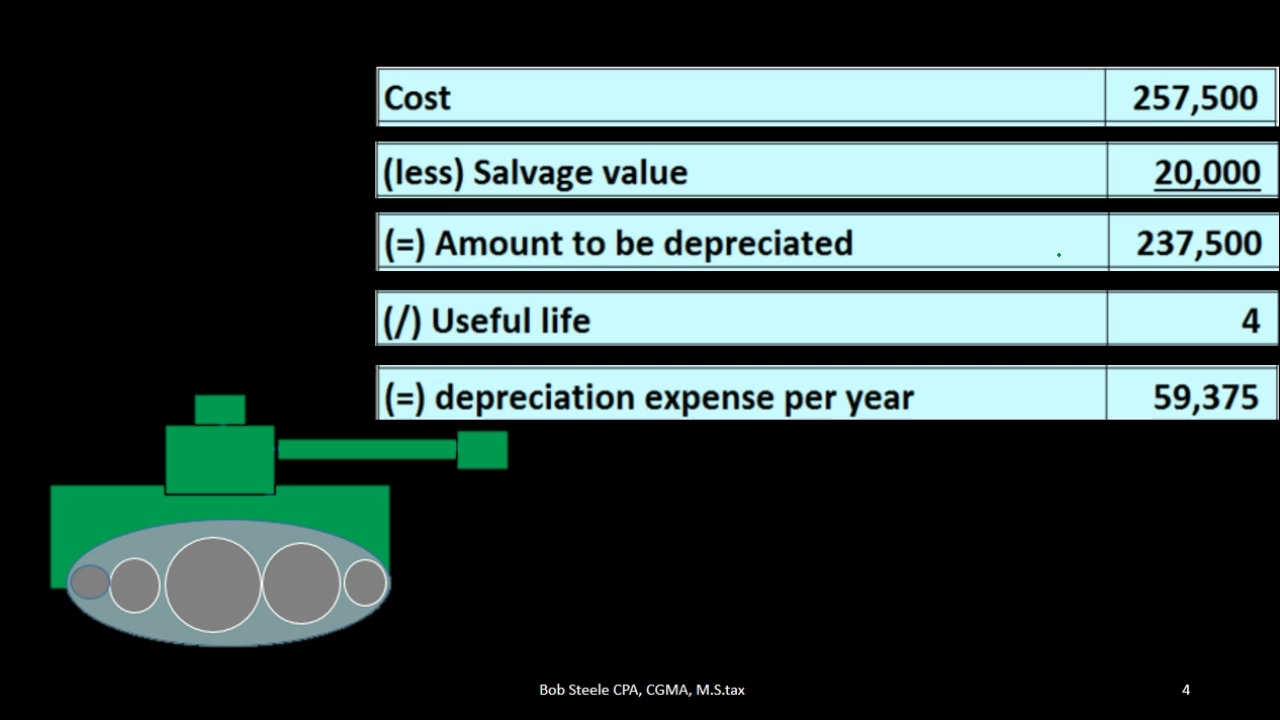 Cost 257,500
(less) Salvage value 20,000
(=) Amount to be depreciated 237,500
(/) Useful life 4
(=) depreciation expense per year 59,375
Bob Steele CPA, CGMA, M.S.tax 4